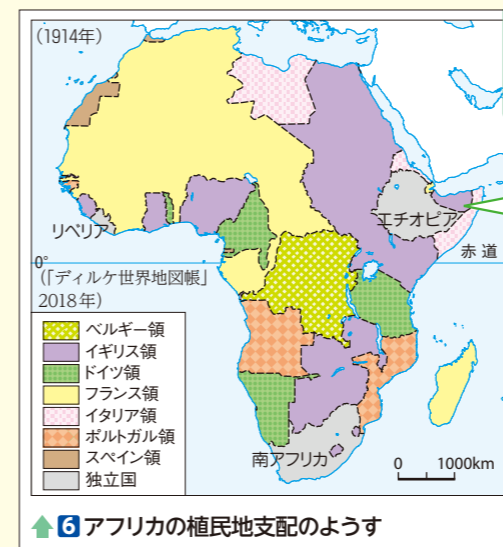 (1914年)
リベリア
エチオピア
赤道
0°
(「ディルケ世界地図帳」
2018年)
ベルギー領
イギリス領
ドイツ領
フランス領
イタリア領
ポルトガル領
スペイン領
独立国
南アフリカ
0 1000km
6 アフリカの植民地支配のようす